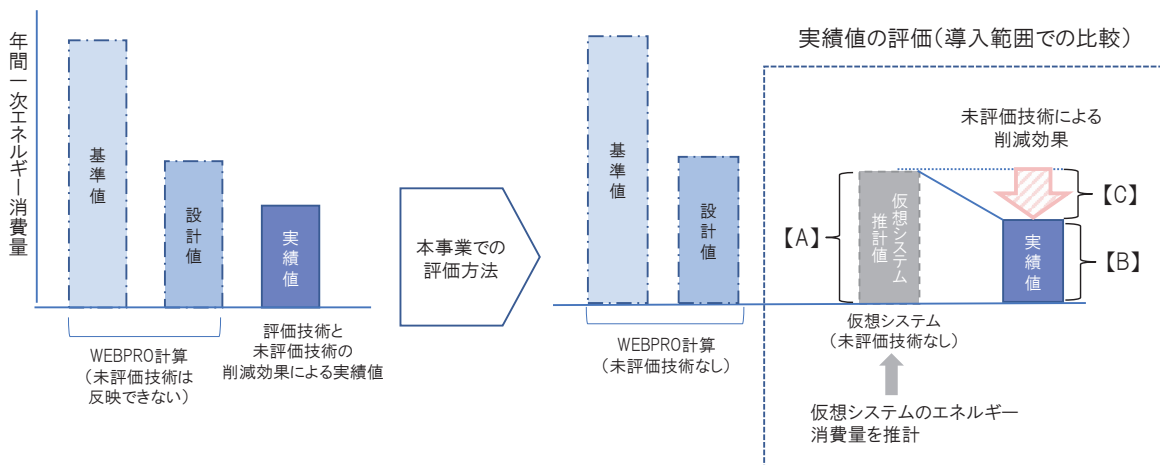 年間一次エネルギー消費量
基準値
設計値
実績値
WEBPRO計算
（未評価技術は
反映できない）
評価技術と
未評価技術の
削減効果による実績値
本事業での
評価方法
基準値
設計値
WEBPRO計算
（未評価技術なし）
実績値の評価（導入範囲での比較）
未評価技術による
削減効果
【A】
仮想システム
推計値
実績値
【C】
【B】
仮想システム
（未評価技術なし）
仮想システムのエネルギー
消費量を推計